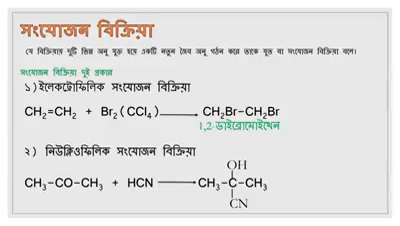 সংযোজন বিক্রিয়া
যে বিক্রিয়ায় দুটি ভিন্ন অনু যুক্ত হয়ে একটি নতুন জৈব অনু গঠন করে তাকে যুত বা সংযোজন বিক্রিয়া বলে।
সংযোজন বিক্রিয়া দুই প্রকার
১) ইলেকটোফিলিক সংযোজন বিক্রিয়া
CH₂=CH₂ + Br₂(CCl₄) ⟶ CH₂Br–CH₂Br
1,2-ডাইব্রোমোইথেন
২) নিউক্লিওফিলিক সংযোজন বিক্রিয়া
OH
CH₃–CO–CH₃ + HCN ⟶ CH₃–C–CH₃
CN